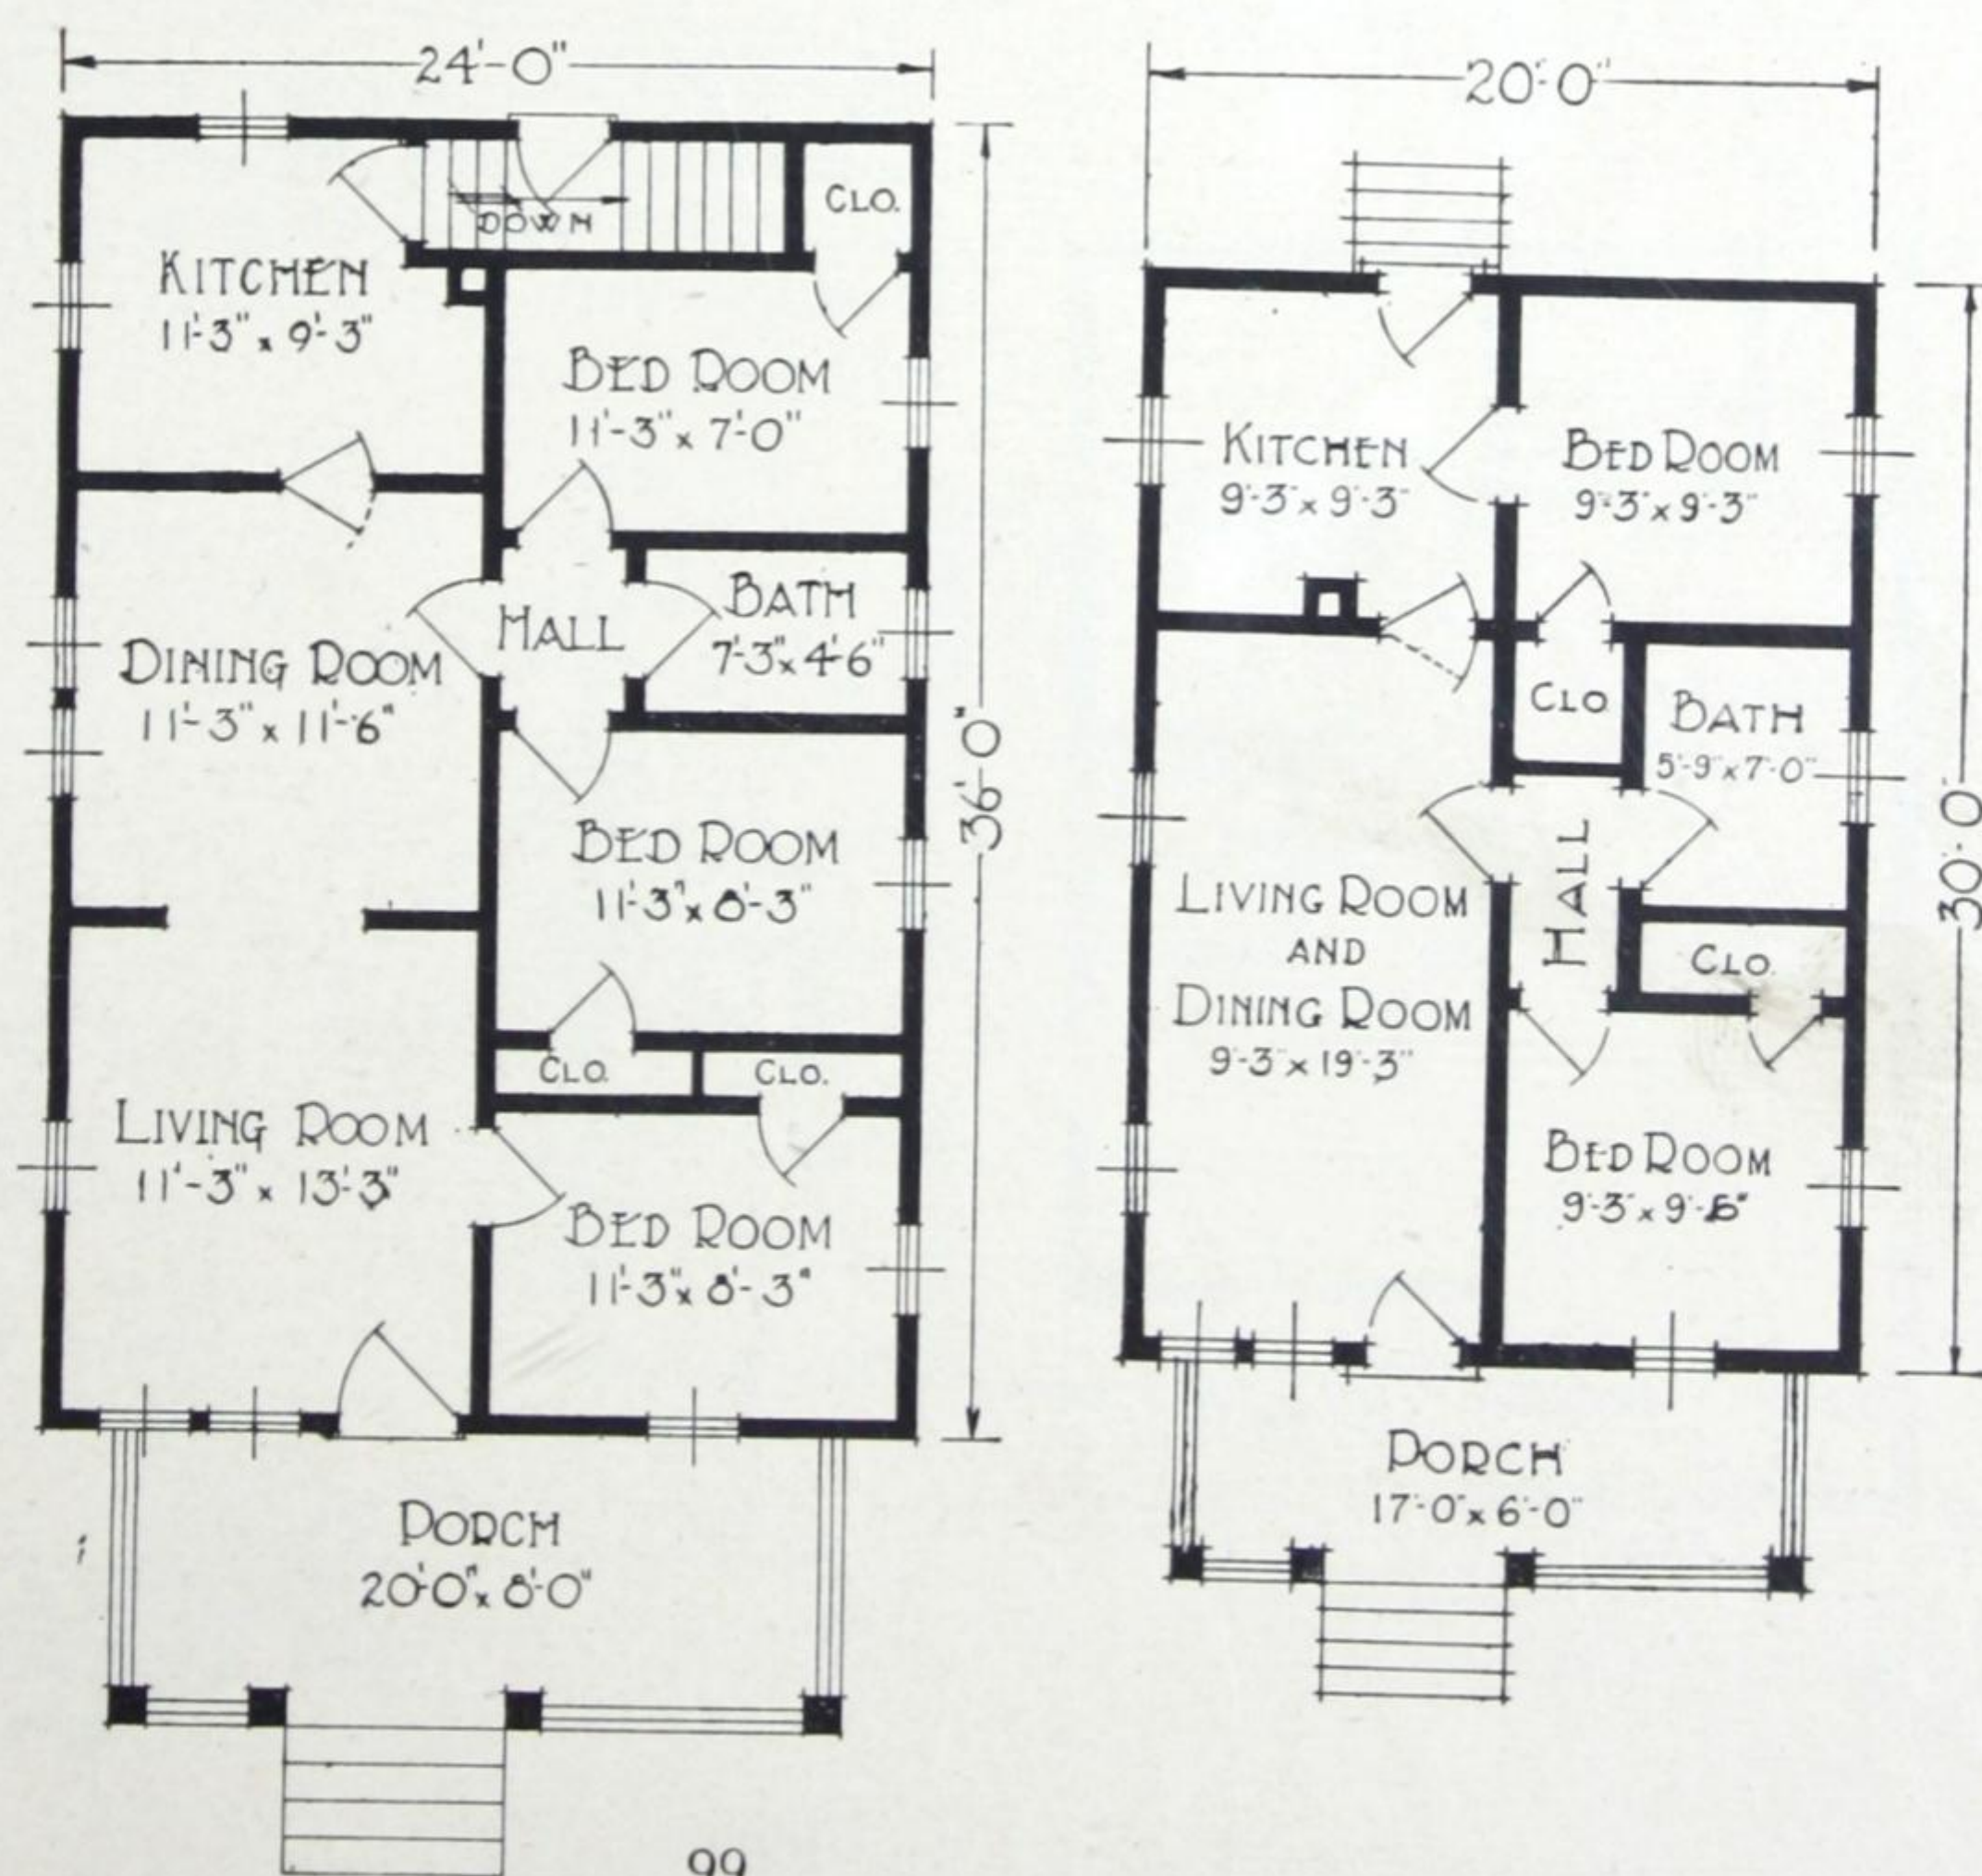 24'-0"
CLO.
DOWN
KITCHEN
11'-3" x 9'-3"
BED ROOM
11'-3" x 7'-0"
HALL
BATH
7'-3" x 4'-6"
DINING ROOM
11'-3" x 11'-6"
36'-0"
BED ROOM
11'-3" x 8'-3"
CLO.
CLO.
LIVING ROOM
11'-3" x 13'-3"
BED ROOM
11'-3" x 8'-3"
PORCH
20'-0" x 8'-0"
99
20'-0"
KITCHEN
9'-3" x 9'-3"
BED ROOM
9'-3" x 9'-3"
CLO
BATH
5'-9" x 7'-0"
HALL
LIVING ROOM
AND
DINING ROOM
9'-3" x 19'-3"
CLO.
30'-0
BED ROOM
9'-3" x
PORCH
17'-0" x 6'-0"